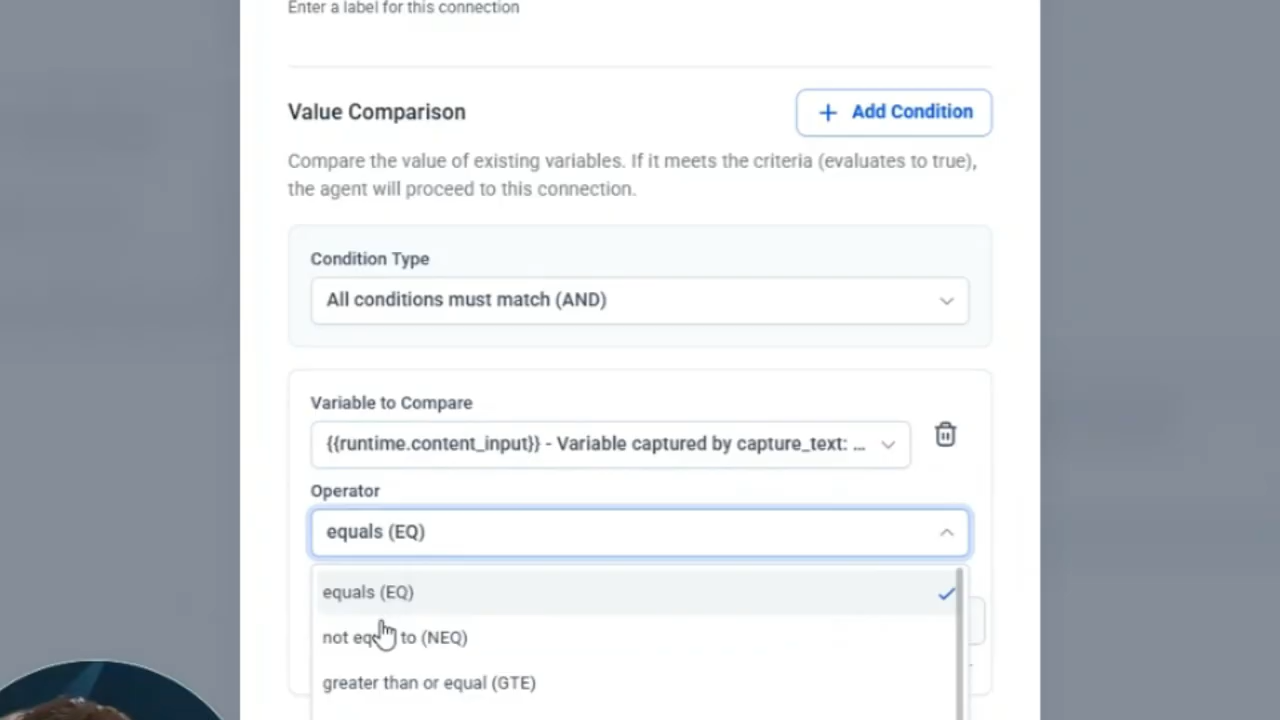 Enter a label for this connection
Value Comparison
+ Add Condition
Compare the value of existing variables. If it meets the criteria (evaluates to true),
the agent will proceed to this connection.
Condition Type
All conditions must match (AND)
Variable to Compare
{{runtime.content_input}} - Variable captured by capture_text: ...
Operator
equals (EQ)
equals (EQ)
not equal to (NEQ)
greater than or equal (GTE)